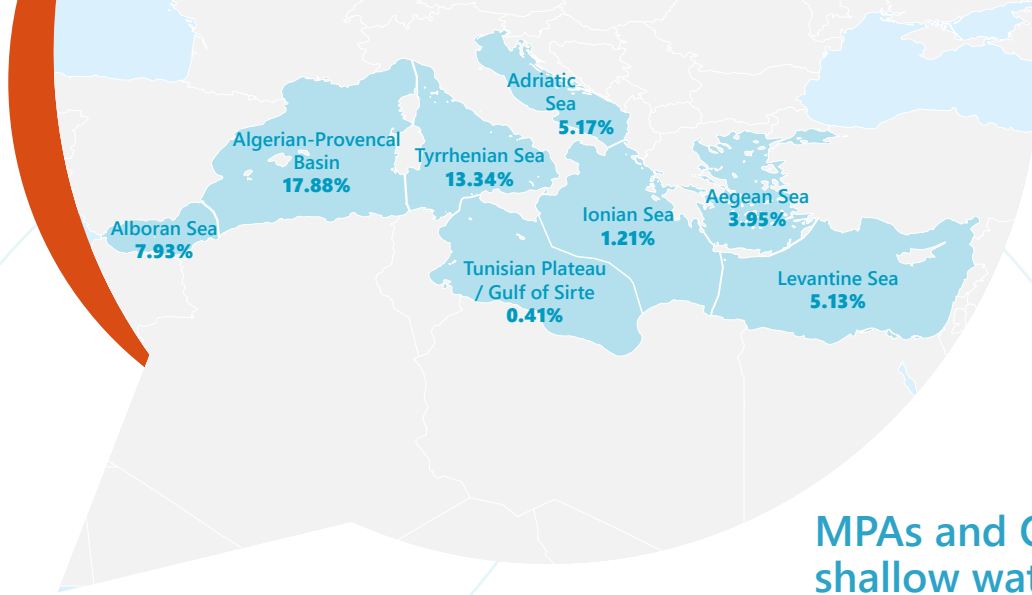 Adriatic
Sea
5.17%
Algerian-Provencal
Basin
17.88%
Tyrrhenian Sea
13.34%
Aegean Sea
3.95%
Ionian Sea
1.21%
Alboran Sea
7.93%
Tunisian Plateau
/ Gulf of Sirte
0.41%
Levantine Sea
5.13%
MPAs and
shallow